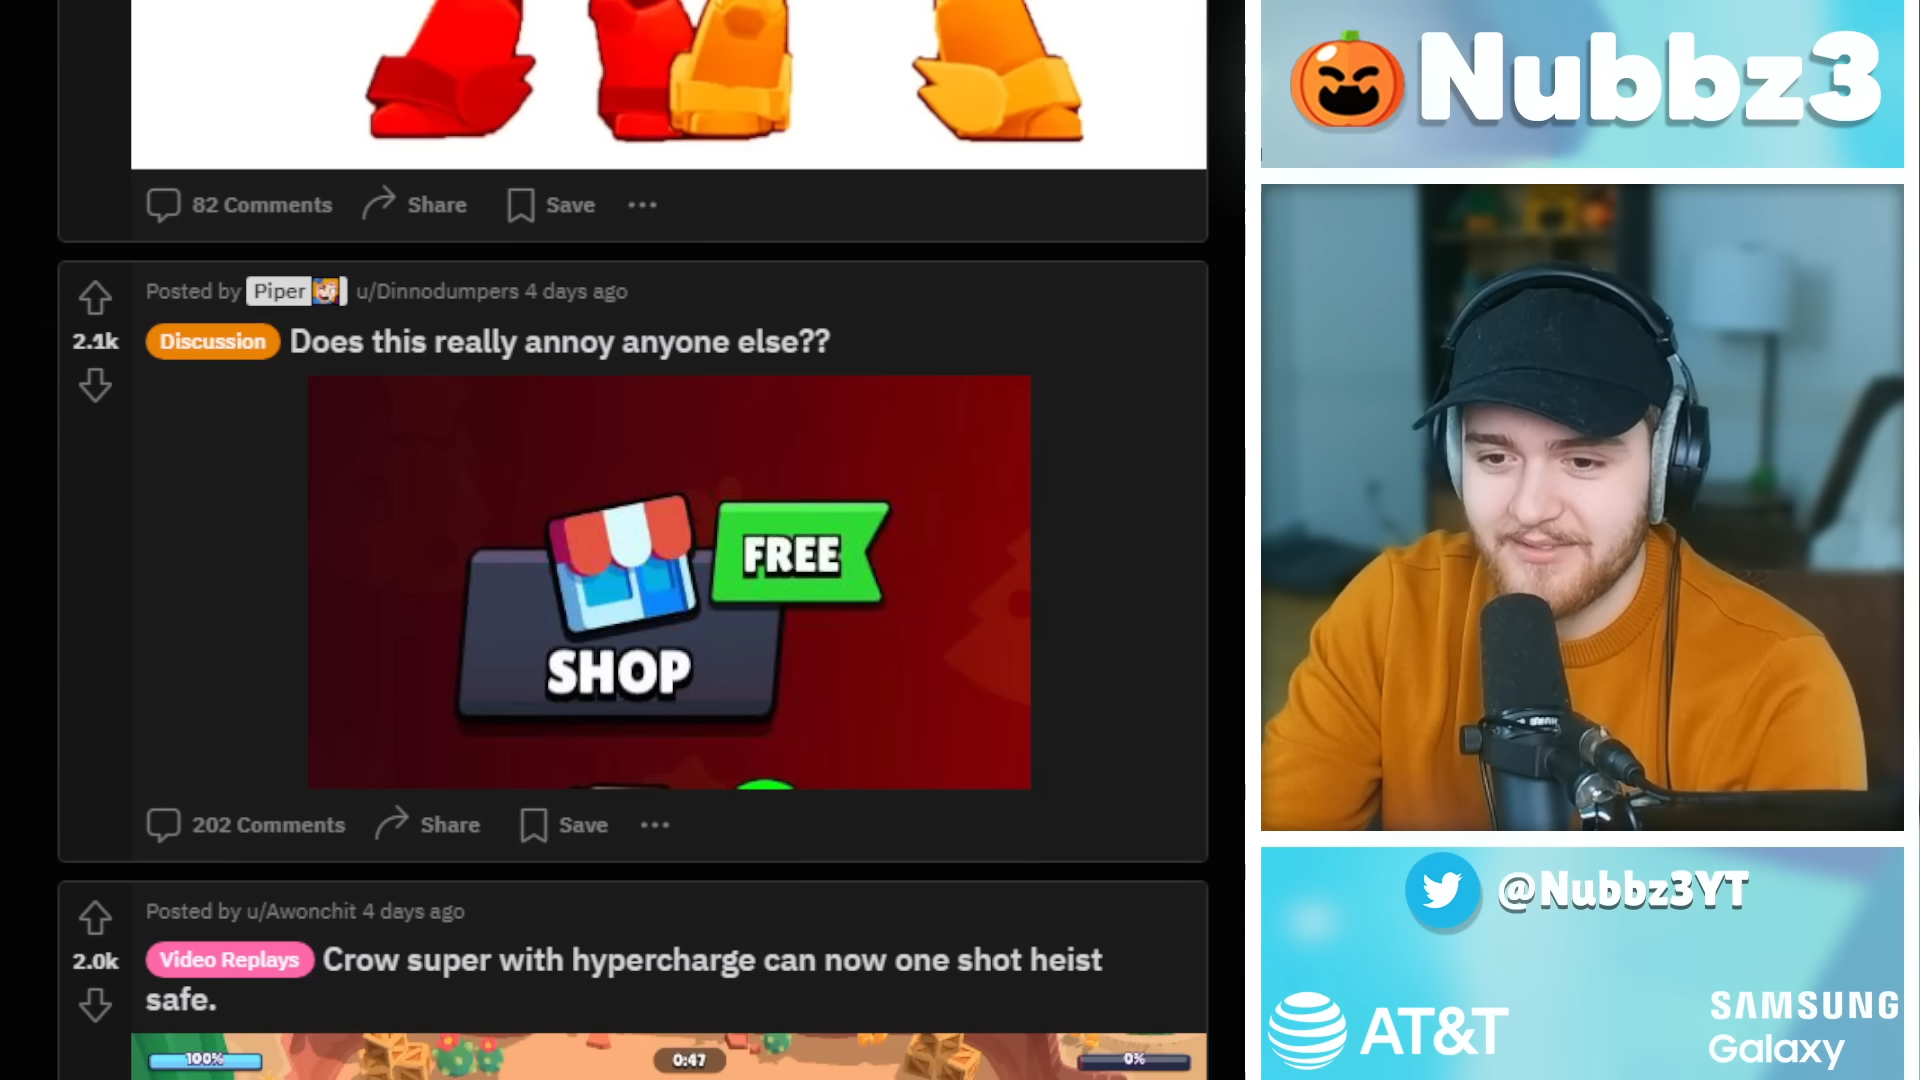 82 Comments Share Save
Posted by Piper u/Dinnodumpers 4 days ago
2.1k
Discussion Does this really annoy anyone else??
FREE
SHOP
202 Comments Share Save
Posted by u/Awonchit 4 days ago
2.0k
Video Replays Crow super with hypercharge can now one shot heist
safe.
100% 0:47 0%
Nubbz3
@Nubbz3YT
AT&T
SAMSUNG
Galaxy